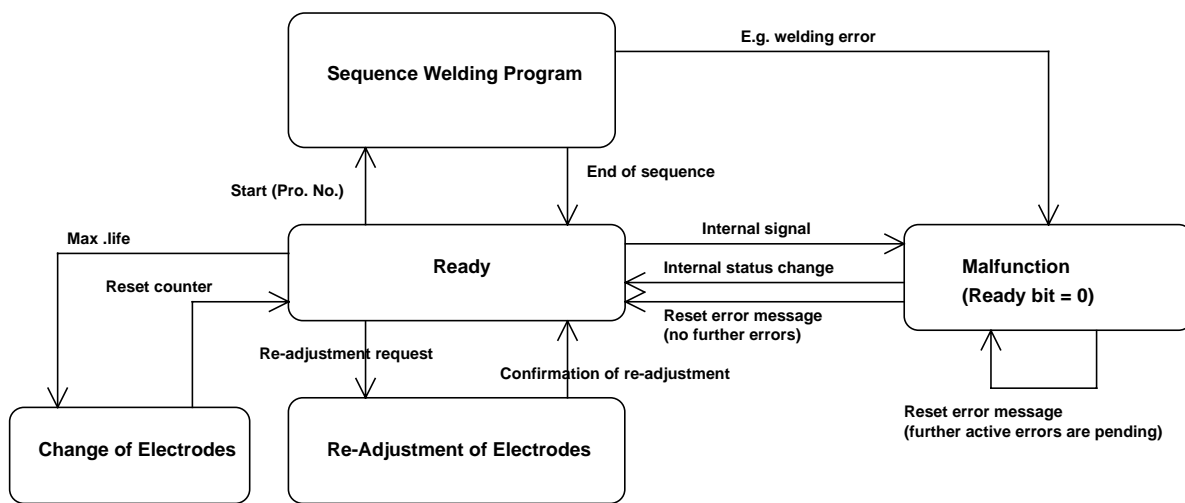 E.g. welding error
Sequence Welding Program
End of sequence
Start (Pro. No.)
Max .life
Internal signal
Ready
Internal status change
Malfunction
(Ready bit = 0)
Reset counter
Reset error message
(no further errors)
Re-adjustment request
Confirmation of re-adjustment
Reset error message
(further active errors are pending)
Change of Electrodes
Re-Adjustment of Electrodes